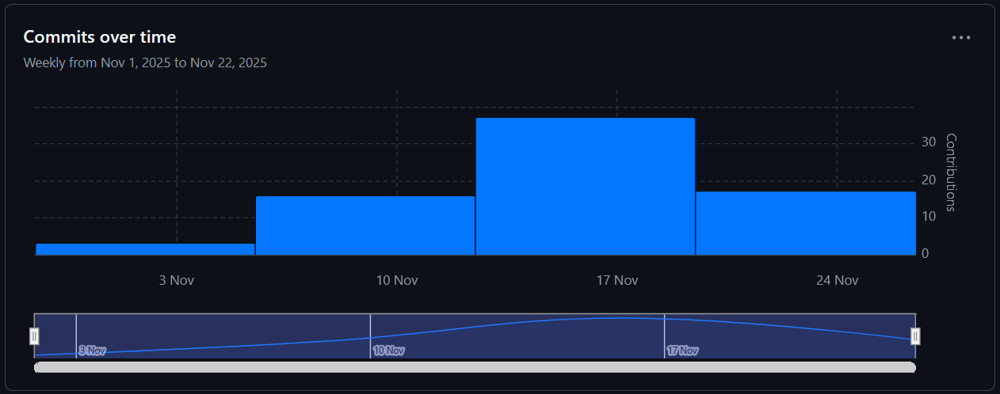 Commits over time
Weekly from Nov 1, 2025 to Nov 22, 2025
30
20
10
0
Contributions
3 Nov 10 Nov 17 Nov 24 Nov
3 Nov 10 Nov 17 Nov